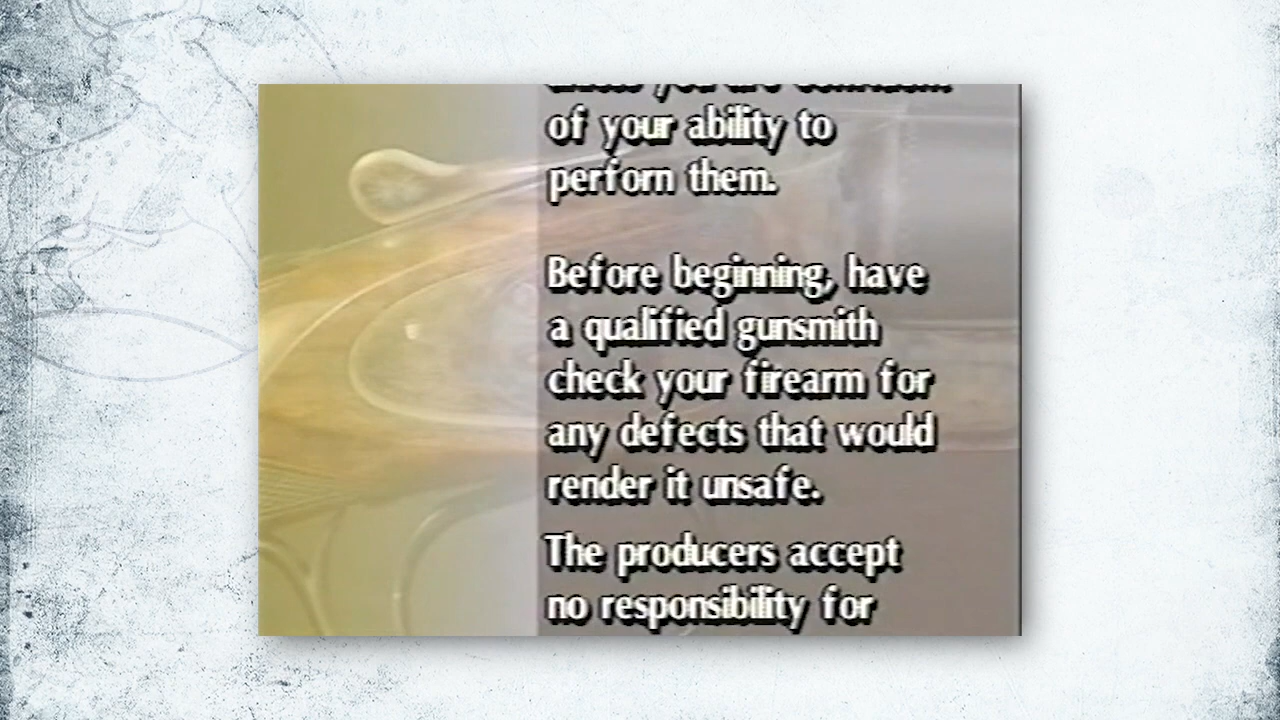 of your ability to
perforn them.
Before beginning, have
a qualified gunsmith
check your firearm for
any defects that would
render it unsafe.
The producers accept
no responsibility for